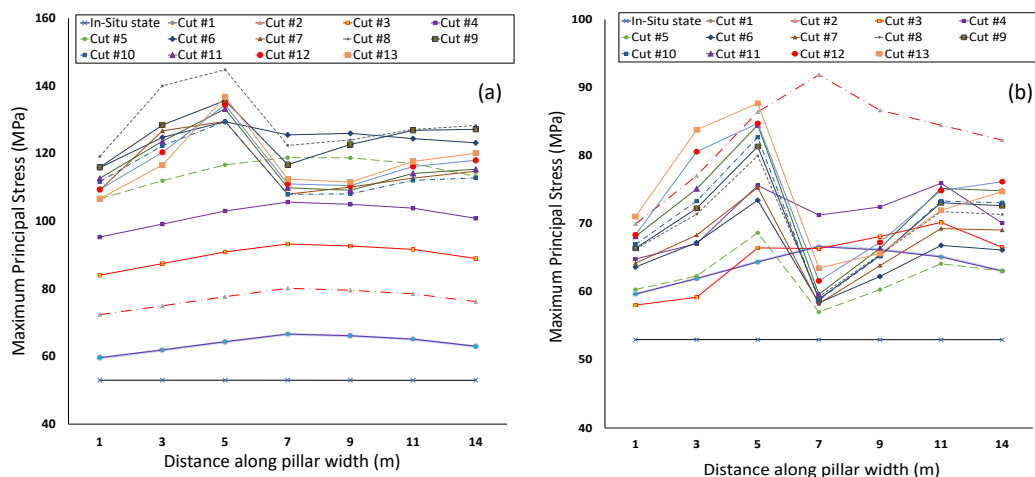 In-Situ state Cut #1 Cut #2 Cut #3 Cut #4
Cut #5 Cut #6 Cut #7 Cut #8 Cut #9
Cut #10 Cut #11 Cut #12 Cut #13
(a)
Maximum Principal Stress (MPa)
160
140
120
100
80
60
40
1 3 5 7 9 11 14
Distance along pillar width (m)
In-Situ state Cut #1 Cut #2 Cut #3 Cut #4
Cut #5 Cut #6 Cut #7 Cut #8 Cut #9
Cut #10 Cut #11 Cut #12 Cut #13
(b)
Maximum Principal Stress (MPa)
100
90
80
70
60
50
40
1 3 5 7 9 11 14
Distance along pillar width (m)